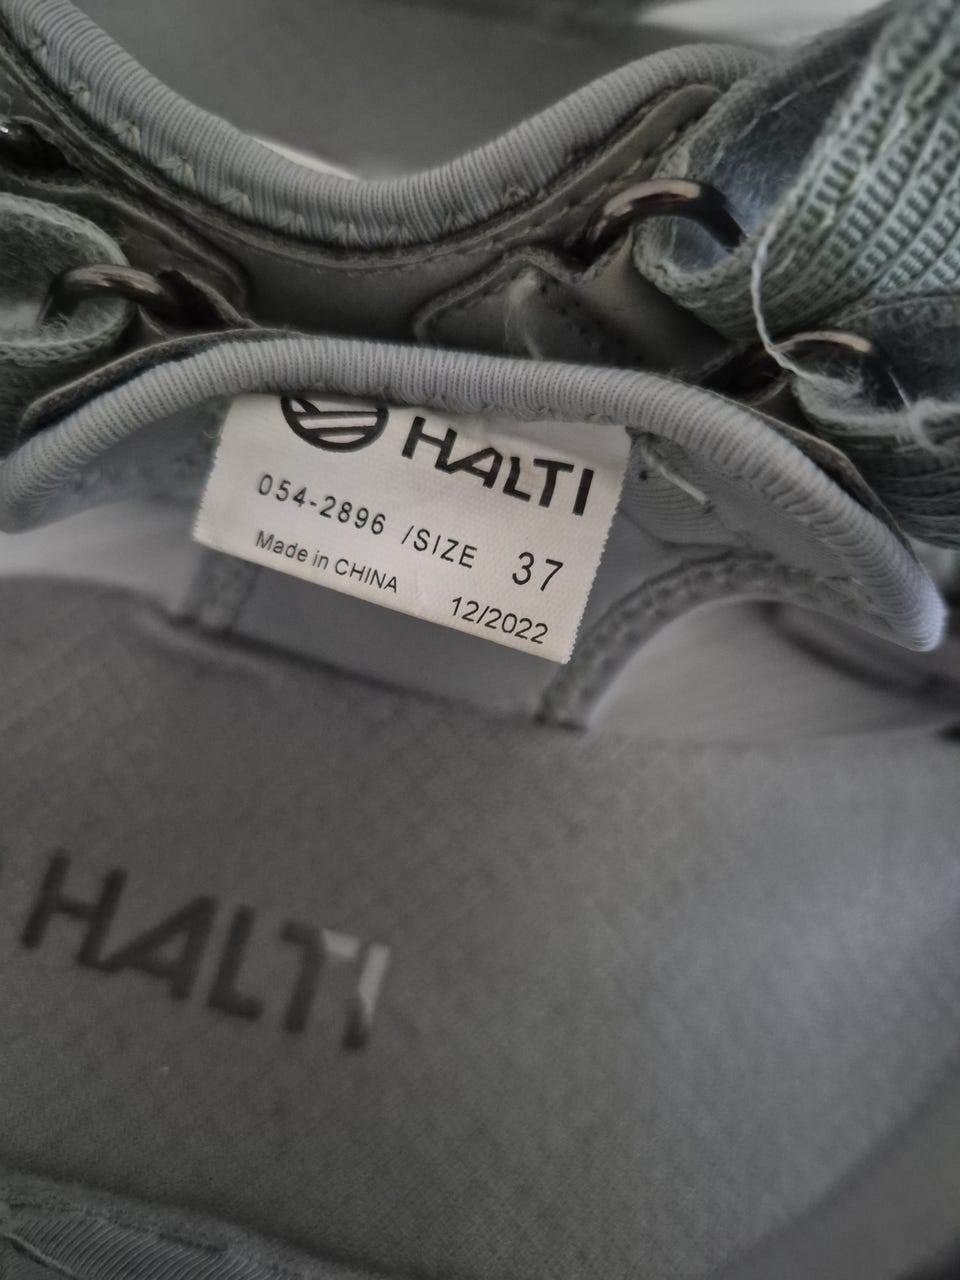 HALTI
054-2896 /SIZE 37
Made in CHINA
12/2022
HALTI